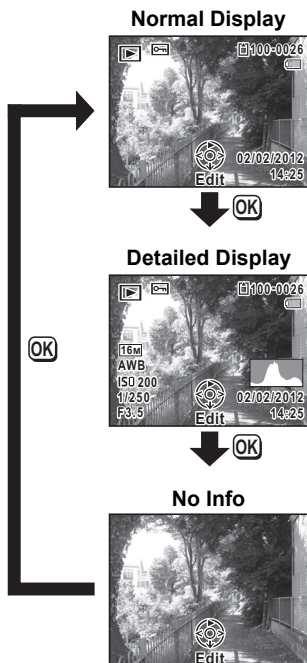 Normal Display
100-0026
02/02/2012
14:25
Edit
OK
Detailed Display
100-0026
16M
AWB
ISO 200
1/250
F3.5
02/02/2012
14:25
Edit
OK
OK
No Info
Edit